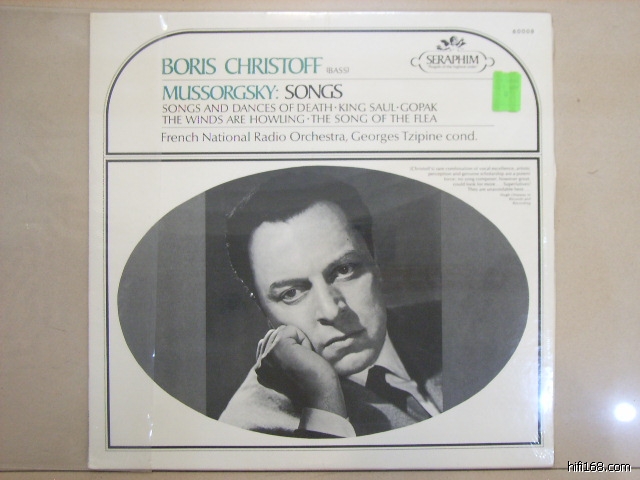 60008
BORIS CHRISTOFF (BASS)
SERAPHIM
MUSSORGSKY: SONGS
SONGS AND DANCES OF DEATH · KING SAUL · GOPAK
THE WINDS ARE HOWLING · THE SONG OF THE FLEA
French National Radio Orchestra, Georges Tzipine cond.
hifi168.com